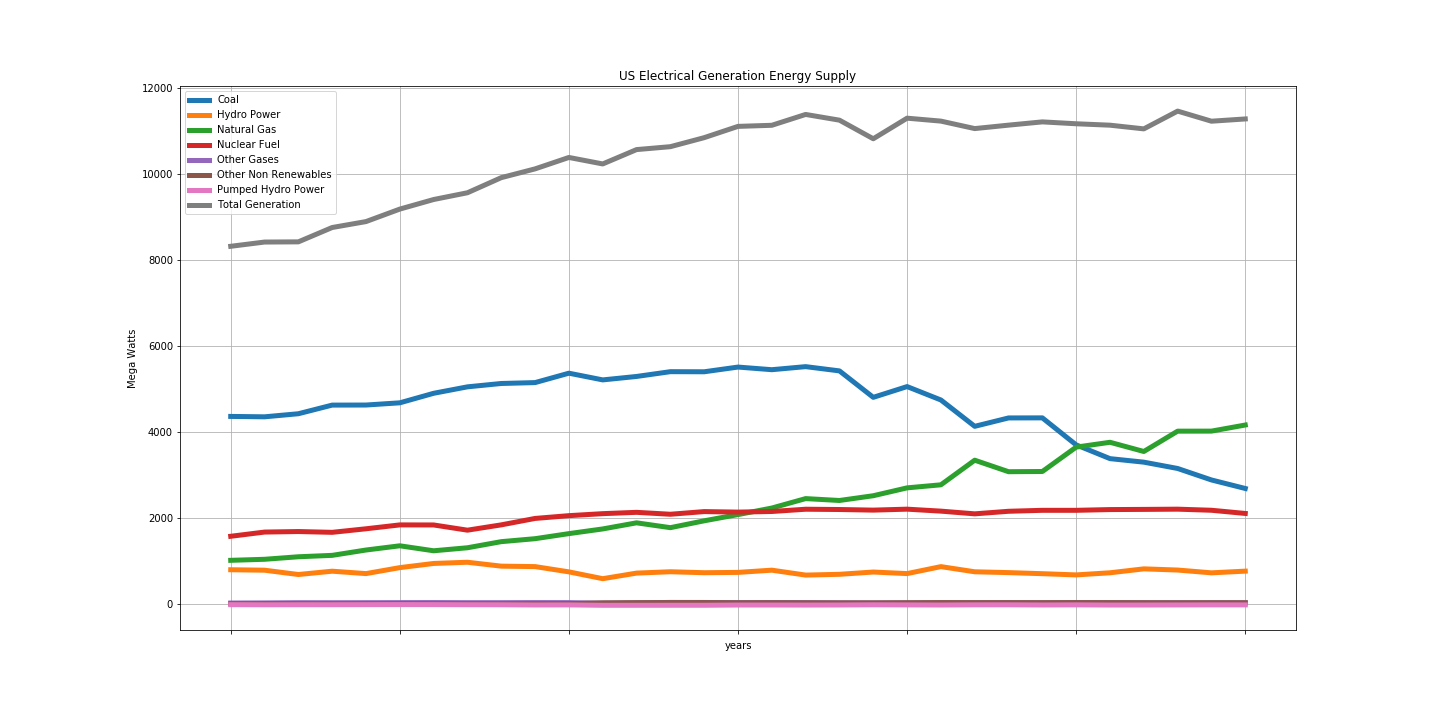 US Electrical Generation Energy Supply
12000
10000
8000
6000
4000
2000
0
Mega Watts
Coal
Hydro Power
Natural Gas
Nuclear Fuel
Other Gases
Other Non Renewables
Pumped Hydro Power
Total Generation
years